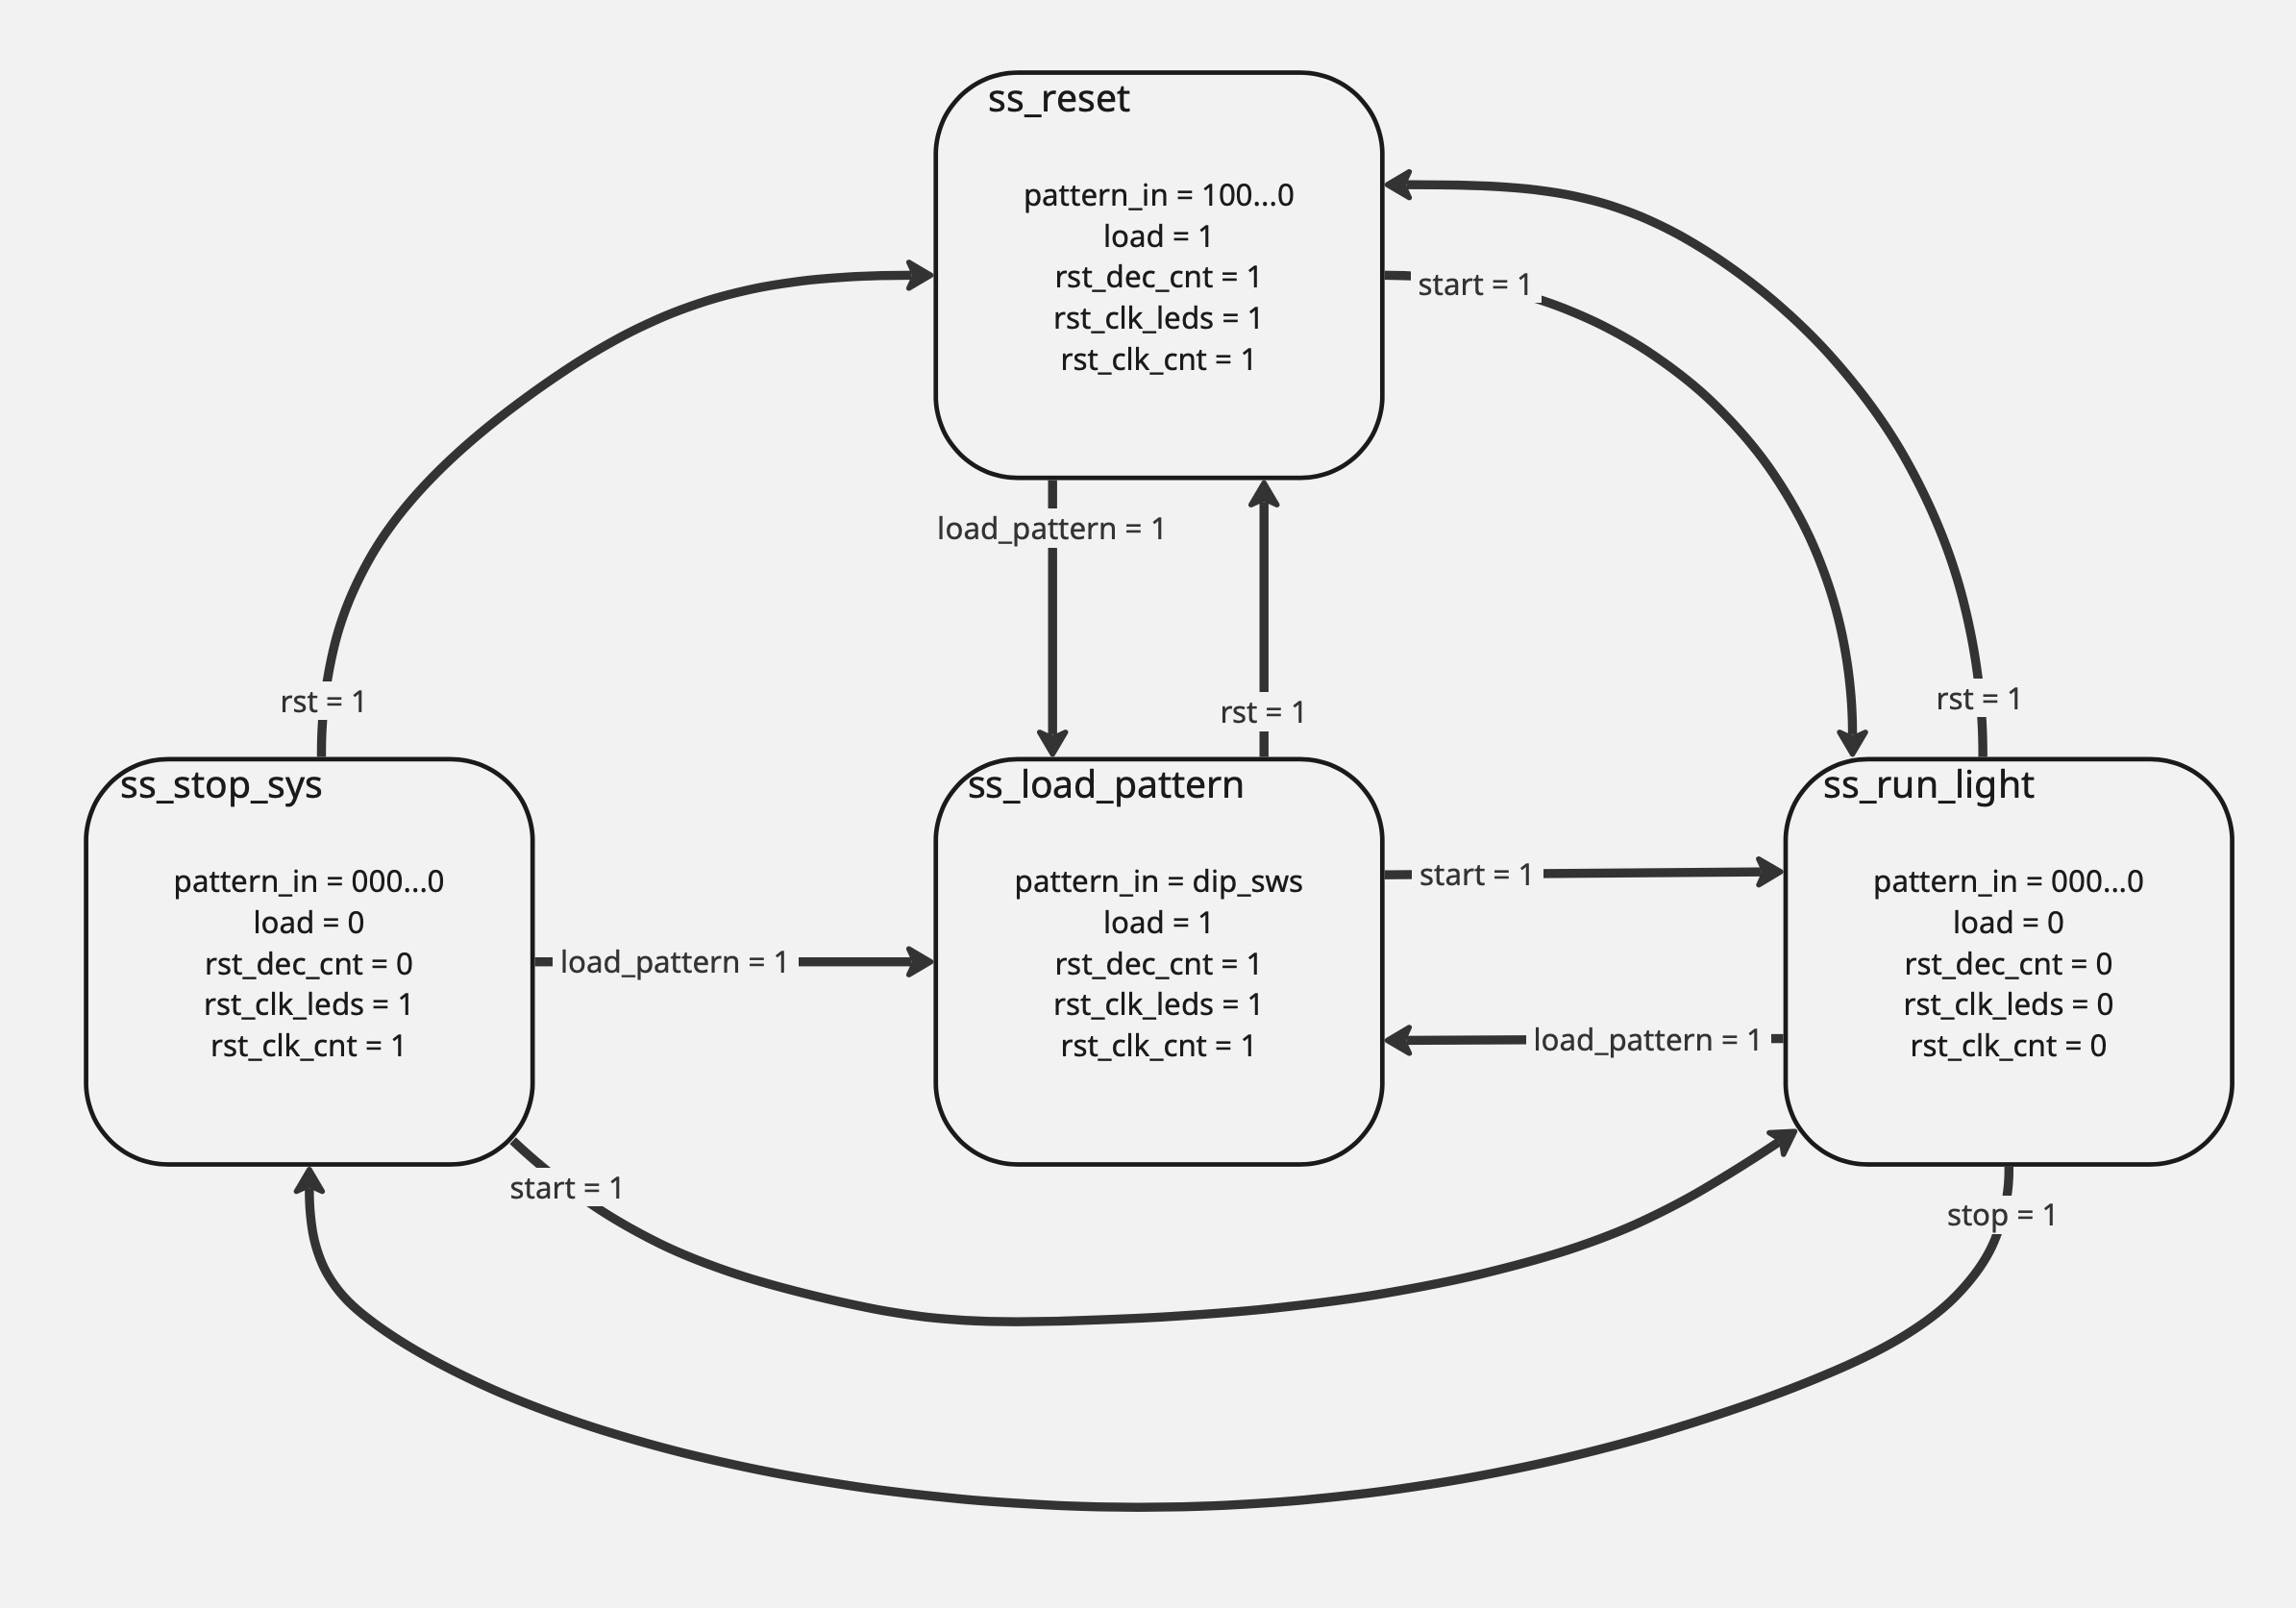 ss_reset
pattern_in = 100...0
load = 1
rst_dec_cnt = 1
rst_clk_leds = 1
rst_clk_cnt = 1
start = 1
load_pattern = 1
rst = 1
rst = 1
rst = 1
ss_stop_sys
pattern_in = 000...0
load = 0
rst_dec_cnt = 0
rst_clk_leds = 1
rst_clk_cnt = 1
load_pattern = 1
ss_load_pattern
pattern_in = dip_sws
load = 1
rst_dec_cnt = 1
rst_clk_leds = 1
rst_clk_cnt = 1
start = 1
load_pattern = 1
ss_run_light
pattern_in = 000...0
load = 0
rst_dec_cnt = 0
rst_clk_leds = 0
rst_clk_cnt = 0
start = 1
stop = 1